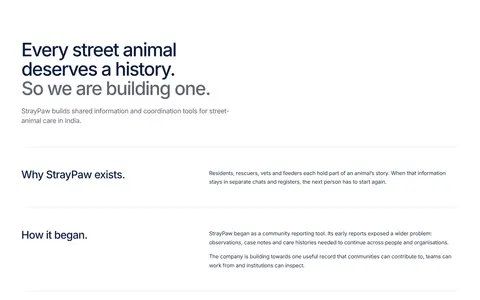 Every street animal
deserves a history.
So we are building one.
StrayPaw builds shared information and coordination tools for street-
animal care in India.
Why StrayPaw exists.
Residents, rescuers, vets and feeders each hold part of an animal's story. When that information
stays in separate chats and registers, the next person has to start again.
How it began.
StrayPaw began as a community reporting tool. Its early reports exposed a wider problem:
observations, case notes and care histories needed to continue across people and organisations.
The company is building towards one useful record that communities can contribute to, teams can
work from and institutions can inspect.